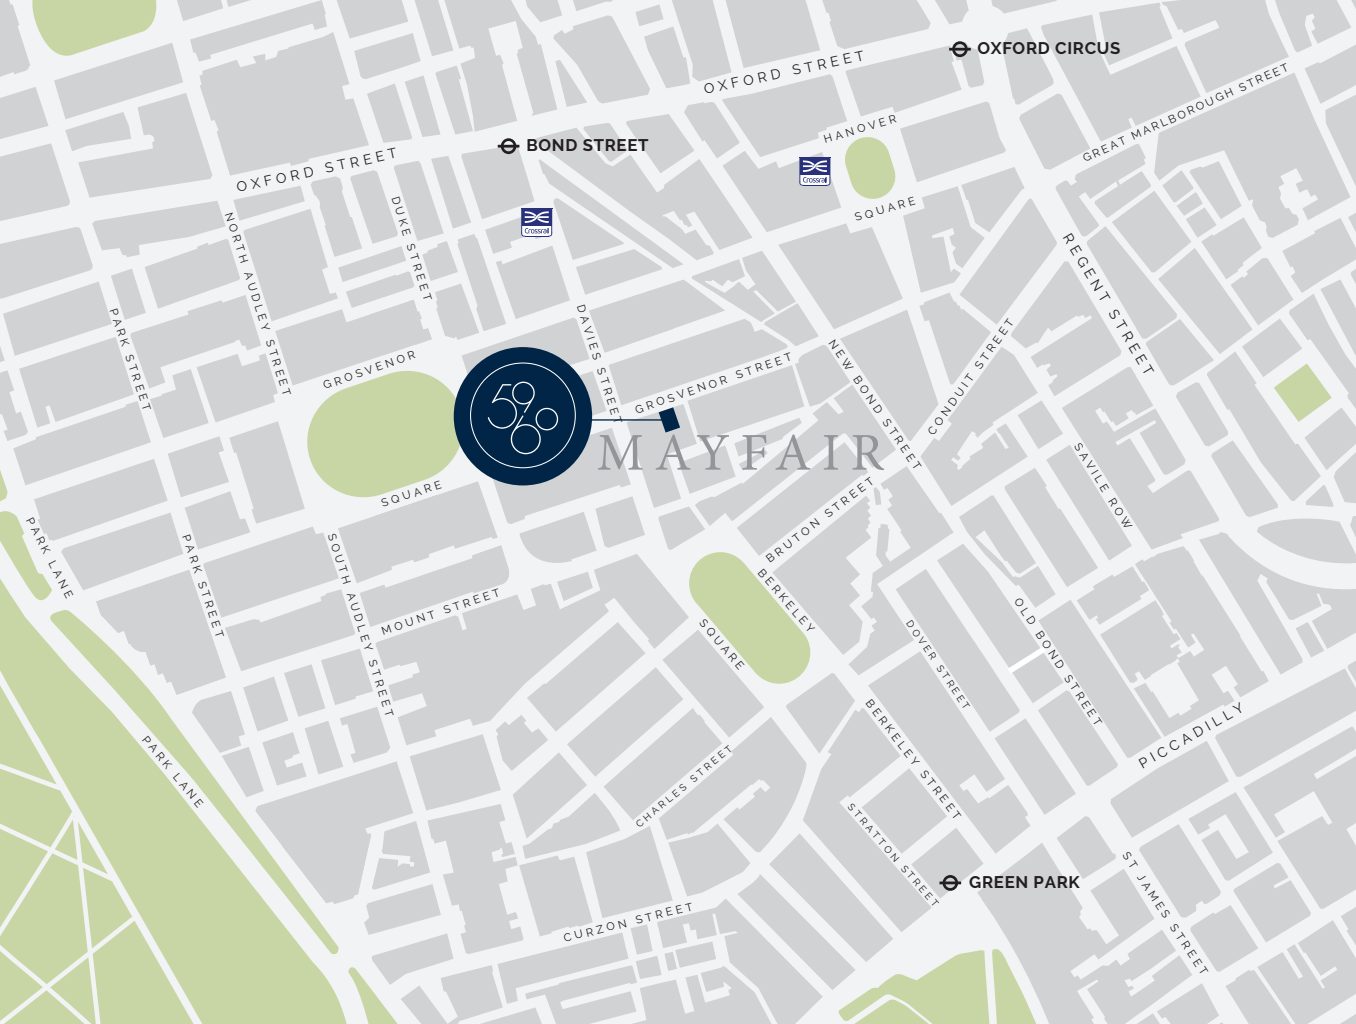 OXFORD CIRCUS
OXFORD STREET
GREAT MARLBOROUGH STREET
HANOVER
BOND STREET
OXFORD STREET
Crossrail
SQUARE
Crossrail
DUKE STREET
NORTH AUDLEY STREET
REGENT STREET
PARK STREET
DAVIES STREET
GROSVENOR
GROSVENOR STREET
NEW BOND STREET
CONDUIT STREET
59
60
MAYFAIR
SAVILE ROW
SQUARE
BRUTON STREET
PARK LANE
PARK STREET
SOUTH AUDLEY STREET
MOUNT STREET
BERKELEY
SQUARE
OLD BOND STREET
DOVER STREET
PARK LANE
BERKELEY STREET
PICCADILLY
CHARLES STREET
STRATTON STREET
GREEN PARK
ST JAMES STREET
CURZON STREET